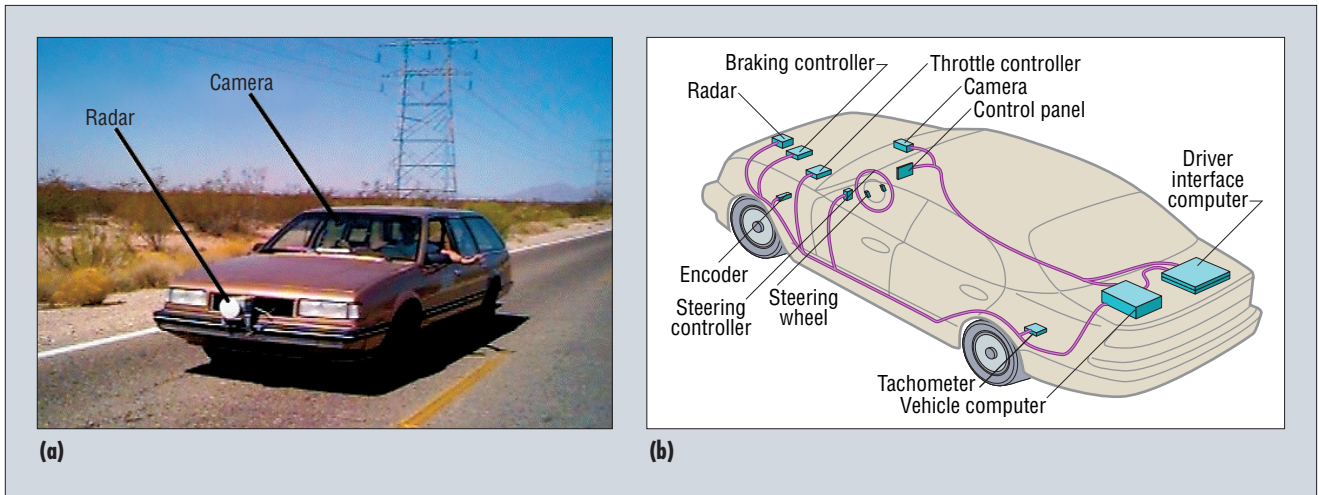 Radar
Camera
(a)
Braking controller
Throttle controller
Radar
Camera
Control panel
Driver
interface
computer
Encoder
Steering
controller
Steering
wheel
Tachometer
Vehicle computer
(b)